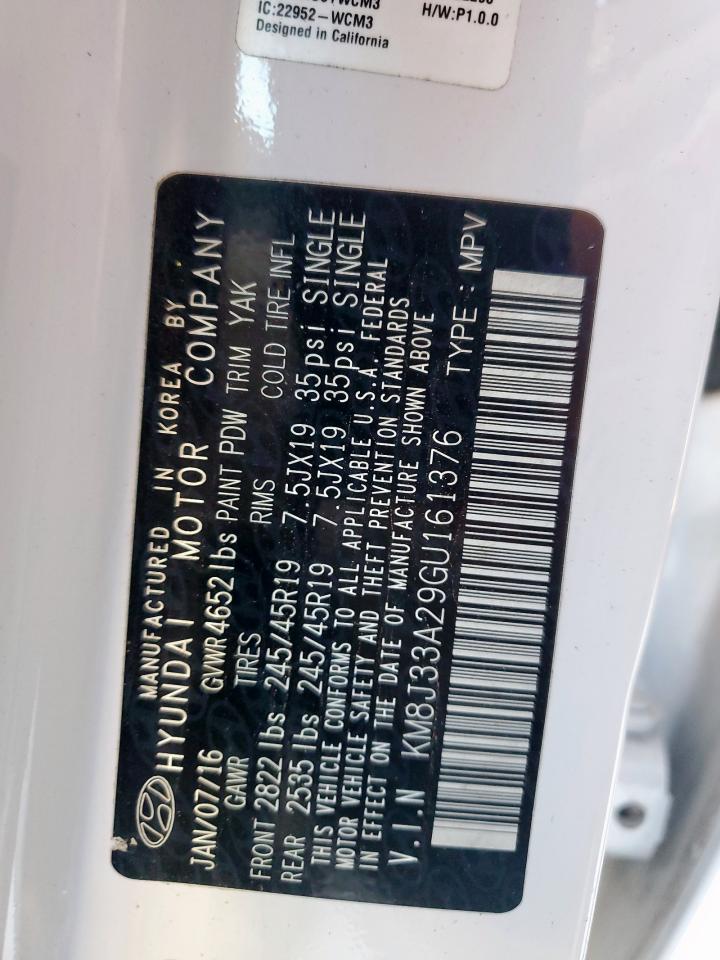 IC:22952-WCM3
Designed in California
H/W:P1.0.0
MANUFACTURED IN KOREA BY
HYUNDAI MOTOR COMPANY
JAN/07/16 GVWR 4652 lbs PAINT PDW TRIM YAK
GAWR TIRES RIMS COLD TIRE INFL
FRONT 2822 lbs 245/45R19 7.5JX19 35psi SINGLE
REAR 2535 lbs 245/45R19 7.5JX19 35psi SINGLE
THIS VEHICLE CONFORMS TO ALL APPLICABLE U.S.A. FEDERAL
MOTOR VEHICLE SAFETY AND THEFT PREVENTION STANDARDS
IN EFFECT ON THE DATE OF MANUFACTURE SHOWN ABOVE
V.I.N KM8J33A29GU161376 TYPE : MPV